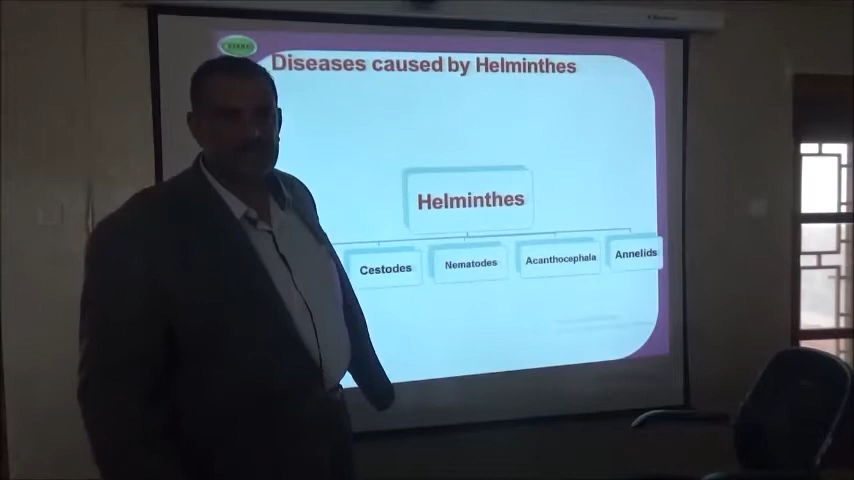 Diseases caused by Helminthes
Helminthes
Cestodes
Nematodes
Acanthocephala
Annelids